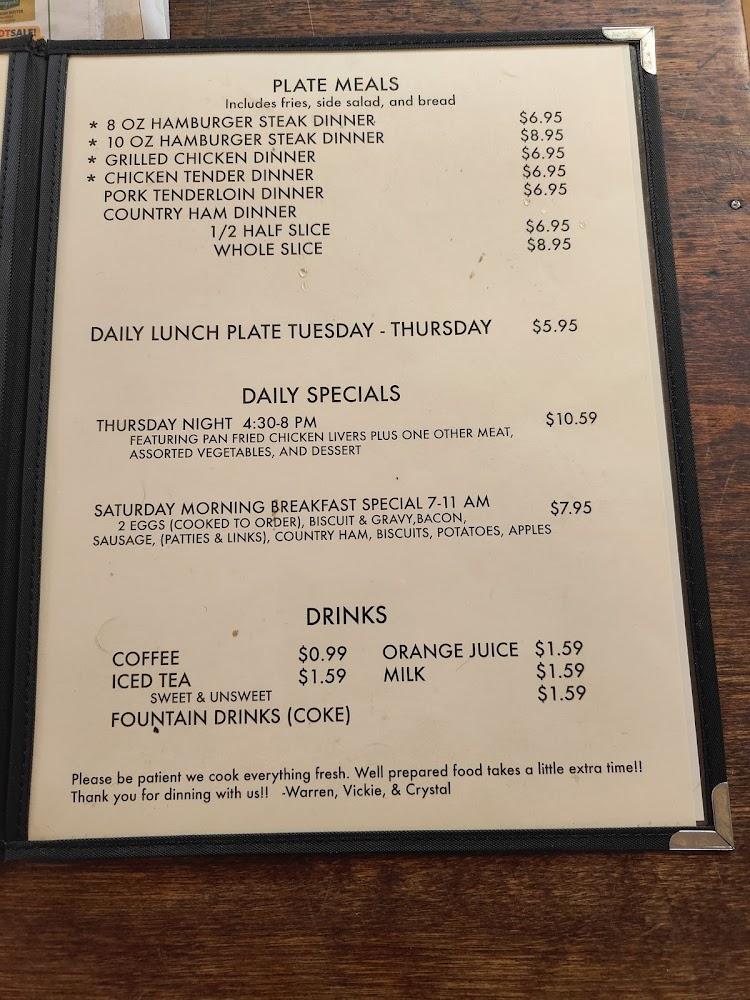 OTSALE!
PLATE MEALS
Includes fries, side salad, and bread
* 8 OZ HAMBURGER STEAK DINNER $6.95
* 10 OZ HAMBURGER STEAK DINNER $8.95
* GRILLED CHICKEN DINNER $6.95
* CHICKEN TENDER DINNER $6.95
PORK TENDERLOIN DINNER $6.95
COUNTRY HAM DINNER
1/2 HALF SLICE $6.95
WHOLE SLICE $8.95
DAILY LUNCH PLATE TUESDAY - THURSDAY $5.95
DAILY SPECIALS
THURSDAY NIGHT 4:30-8 PM $10.59
FEATURING PAN FRIED CHICKEN LIVERS PLUS ONE OTHER MEAT,
ASSORTED VEGETABLES, AND DESSERT
SATURDAY MORNING BREAKFAST SPECIAL 7-11 AM $7.95
2 EGGS (COOKED TO ORDER), BISCUIT & GRAVY,BACON,
SAUSAGE, (PATTIES & LINKS), COUNTRY HAM, BISCUITS, POTATOES, APPLES
DRINKS
COFFEE $0.99 ORANGE JUICE $1.59
ICED TEA $1.59 MILK $1.59
SWEET & UNSWEET $1.59
FOUNTAIN DRINKS (COKE)
Please be patient we cook everything fresh. Well prepared food takes a little extra time!!
Thank you for dinning with us!! -Warren, Vickie, & Crystal